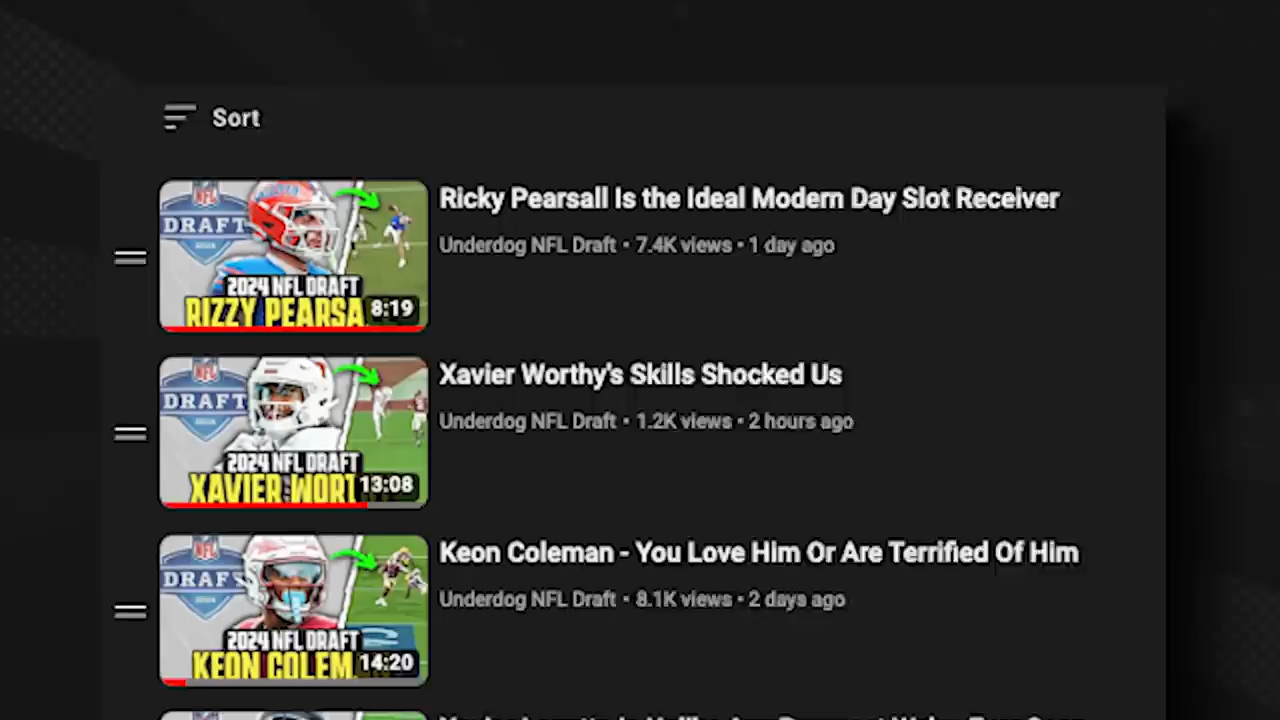 Sort
NFL
DRAFT
2024 NFL DRAFT
RIZZY PEARSA
8:19
Ricky Pearsall Is the Ideal Modern Day Slot Receiver
Underdog NFL Draft • 7.4K views • 1 day ago
NFL
DRAFT
2024 NFL DRAFT
XAVIER WORT
13:08
Xavier Worthy's Skills Shocked Us
Underdog NFL Draft • 1.2K views • 2 hours ago
NFL
DRAFT
2024 NFL DRAFT
KEON COLEM
14:20
Keon Coleman - You Love Him Or Are Terrified Of Him
Underdog NFL Draft • 8.1K views • 2 days ago